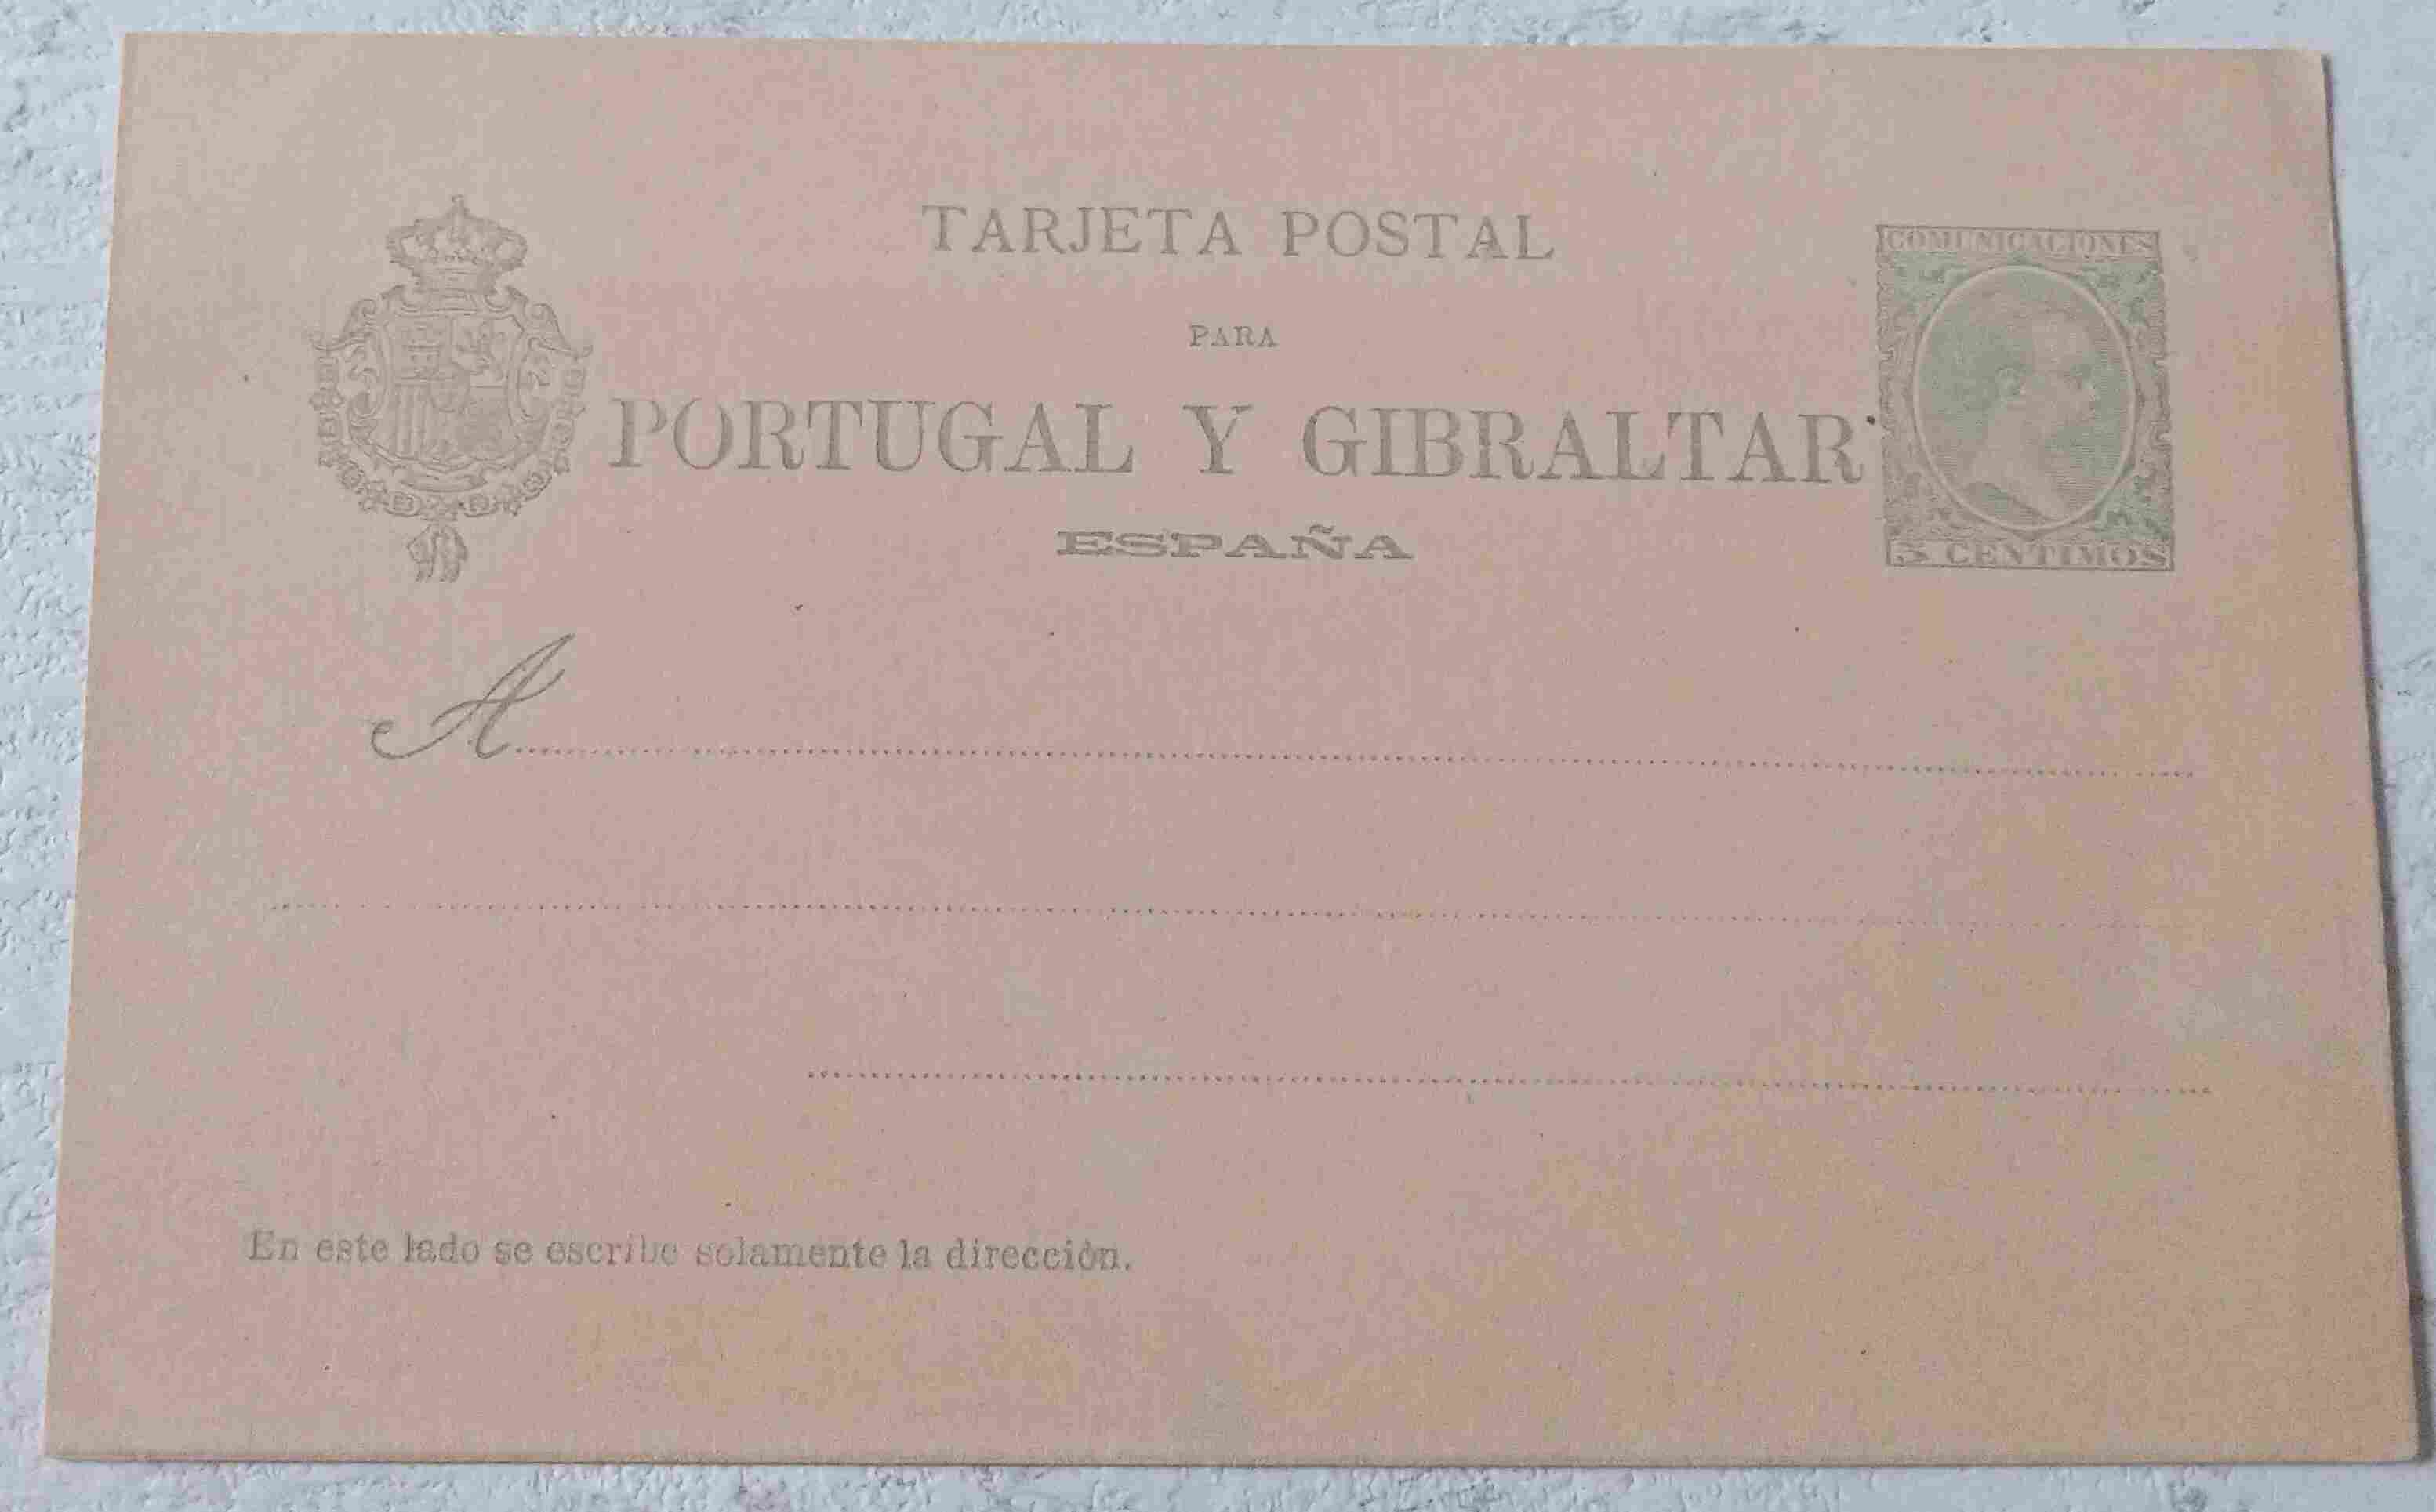 TARJETA POSTAL
COMUNICACIONES
PARA
PORTUGAL Y GIBRALTAR
ESPAÑA
5 CENTIMOS
A
En este lado se escribe solamente la dirección.